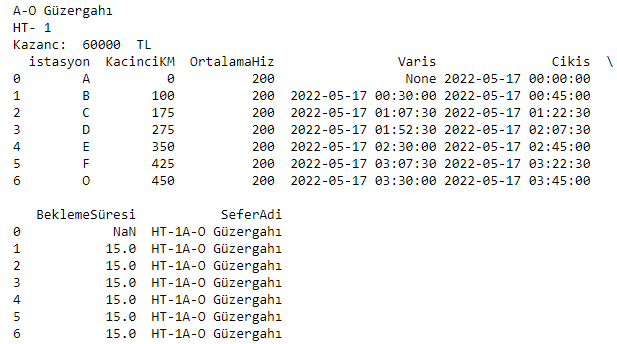 A-O Güzergahı
HT- 1
Kazanc:  60000  TL
  istasyon  KacinciKM  OrtalamaHiz                Varis               Cikis  \
0        A          0          200                 None 2022-05-17 00:00:00
1        B        100          200  2022-05-17 00:30:00 2022-05-17 00:45:00
2        C        175          200  2022-05-17 01:07:30 2022-05-17 01:22:30
3        D        275          200  2022-05-17 01:52:30 2022-05-17 02:07:30
4        E        350          200  2022-05-17 02:30:00 2022-05-17 02:45:00
5        F        425          200  2022-05-17 03:07:30 2022-05-17 03:22:30
6        O        450          200  2022-05-17 03:30:00 2022-05-17 03:45:00
   BeklemeSüresi           SeferAdi
0            NaN  HT-1A-O Güzergahı
1           15.0  HT-1A-O Güzergahı
2           15.0  HT-1A-O Güzergahı
3           15.0  HT-1A-O Güzergahı
4           15.0  HT-1A-O Güzergahı
5           15.0  HT-1A-O Güzergahı
6           15.0  HT-1A-O Güzergahı